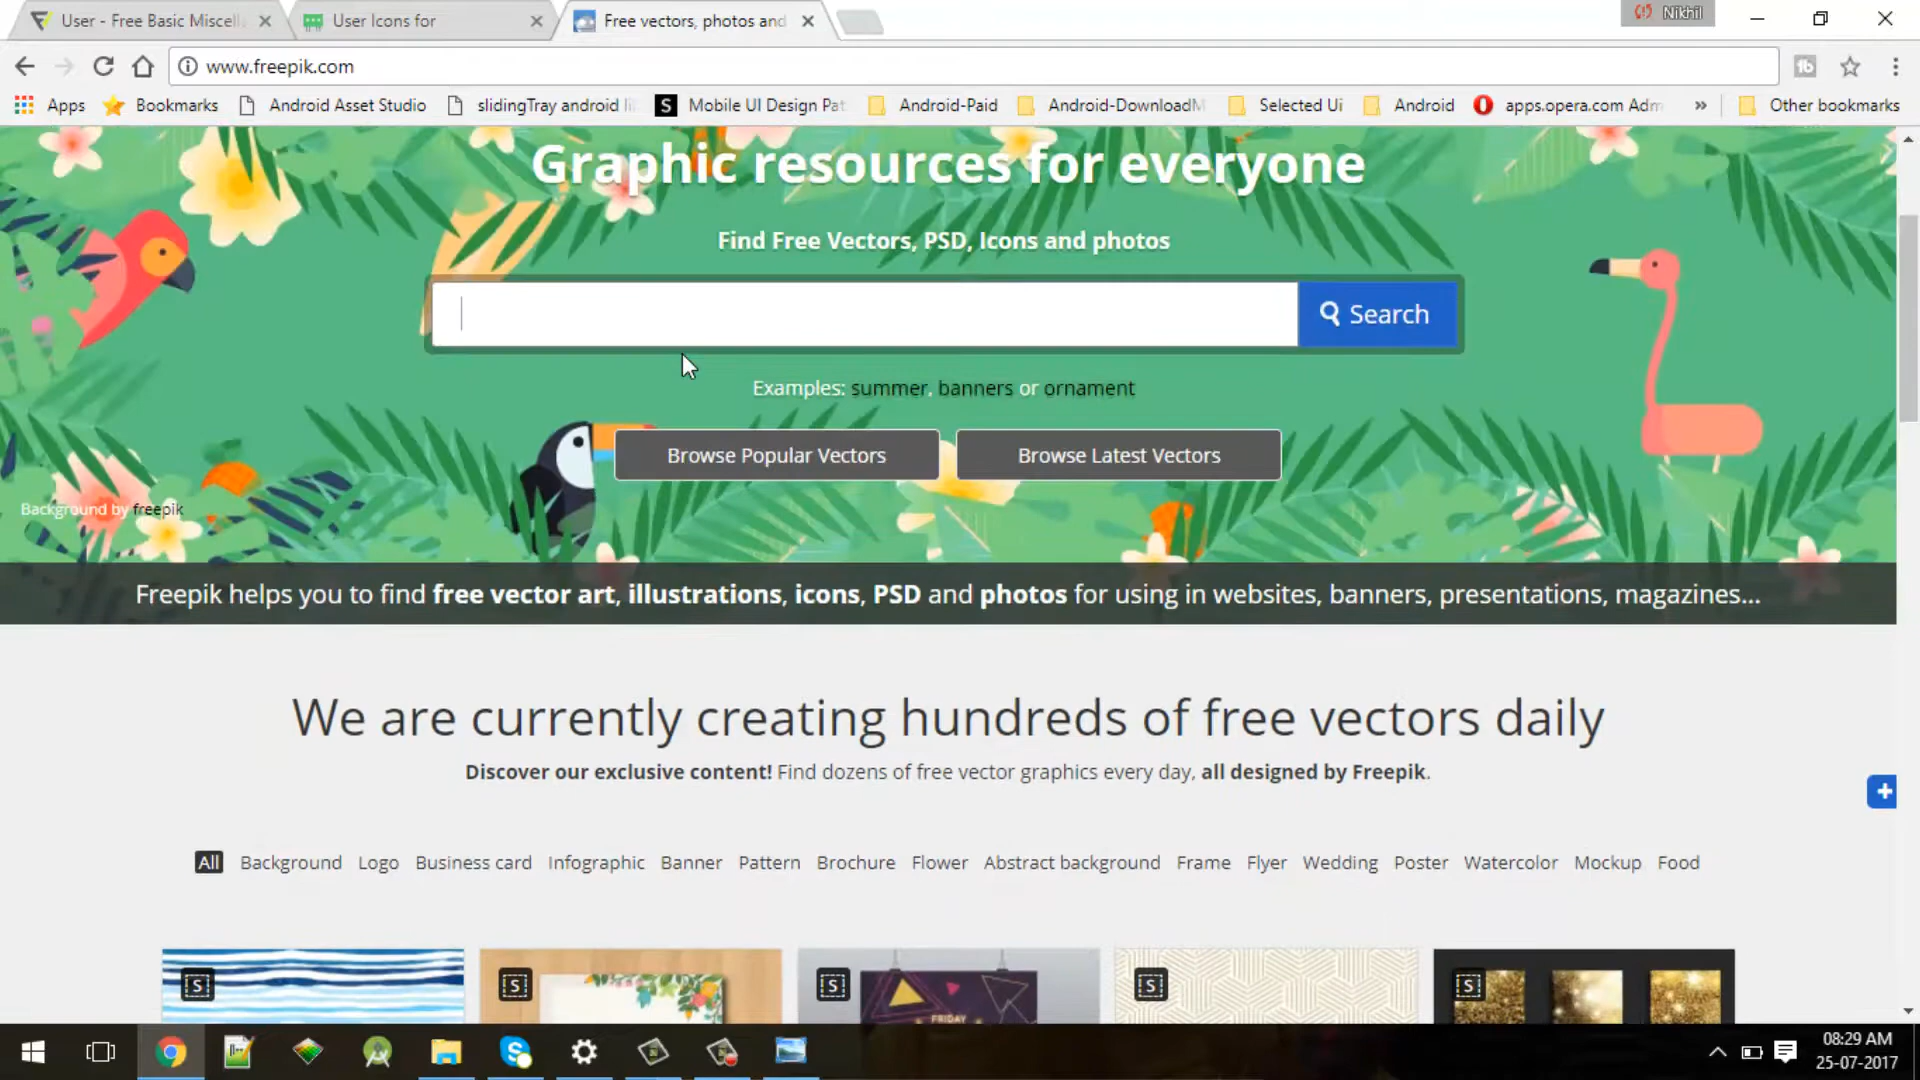 User - Free Basic Miscell
User Icons for
Free vectors, photos and
Nikhil
www.freepik.com
Apps
Bookmarks
Android Asset Studio
slidingTray android li
S
Mobile UI Design Pat
Android-Paid
Android-DownloadM
Selected Ui
Android
apps.opera.com Adm
»
Other bookmarks
Graphic resources for everyone
Find Free Vectors, PSD, Icons and photos
Search
Examples: summer, banners or ornament
Browse Popular Vectors
Browse Latest Vectors
Background by freepik
Freepik helps you to find free vector art, illustrations, icons, PSD and photos for using in websites, banners, presentations, magazines...
We are currently creating hundreds of free vectors daily
Discover our exclusive content! Find dozens of free vector graphics every day, all designed by Freepik.
All Background Logo Business card Infographic Banner Pattern Brochure Flower Abstract background Frame Flyer Wedding Poster Watercolor Mockup Food
S
S
S
S
S
FRIDAY
08:29 AM
25-07-2017